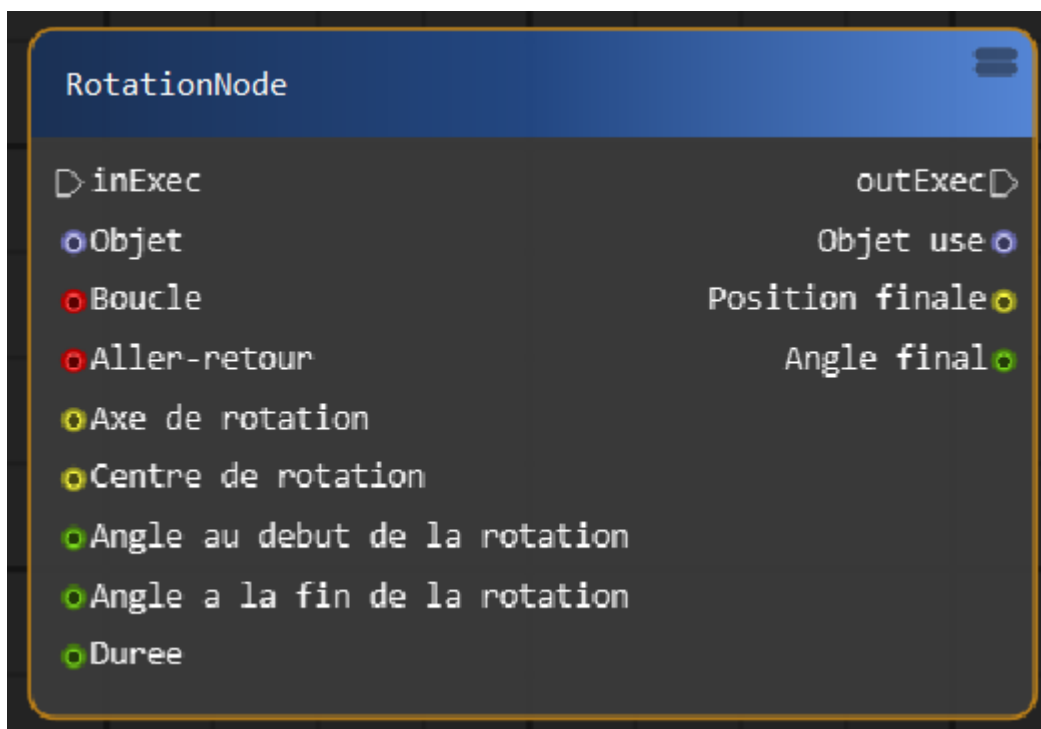 RotationNode
inExec
outExec
Objet
Objet use
Boucle
Position finale
Aller-retour
Angle final
Axe de rotation
Centre de rotation
Angle au debut de la rotation
Angle a la fin de la rotation
Duree